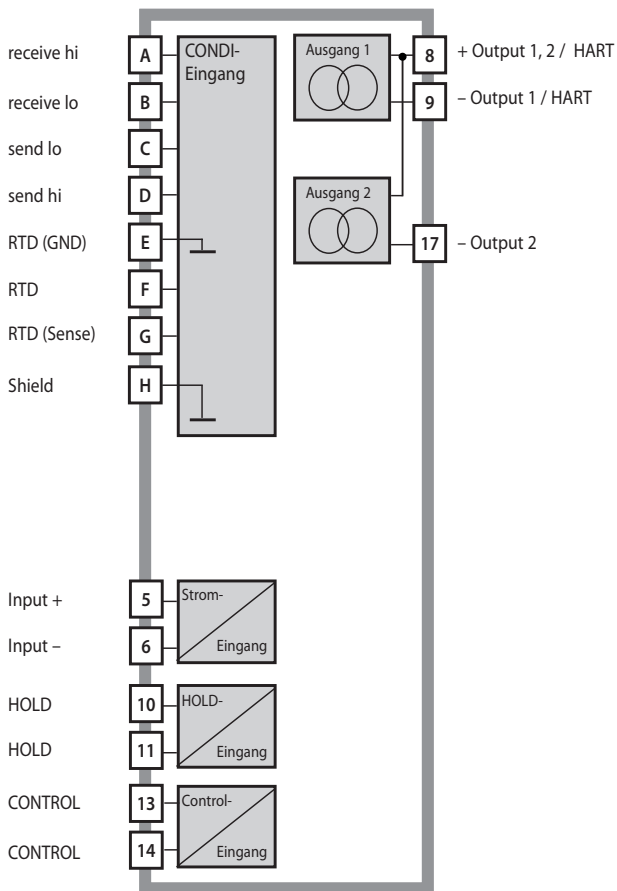 receive hi
A
CONDI-
Eingang
Ausgang 1
8
+ Output 1, 2 / HART
receive lo
B
9
– Output 1 / HART
send lo
C
send hi
D
Ausgang 2
RTD (GND)
E
17
– Output 2
RTD
F
RTD (Sense)
G
Shield
H
Input +
5
Strom-
Input –
6
Eingang
HOLD
10
HOLD-
HOLD
11
Eingang
CONTROL
13
Control-
CONTROL
14
Eingang